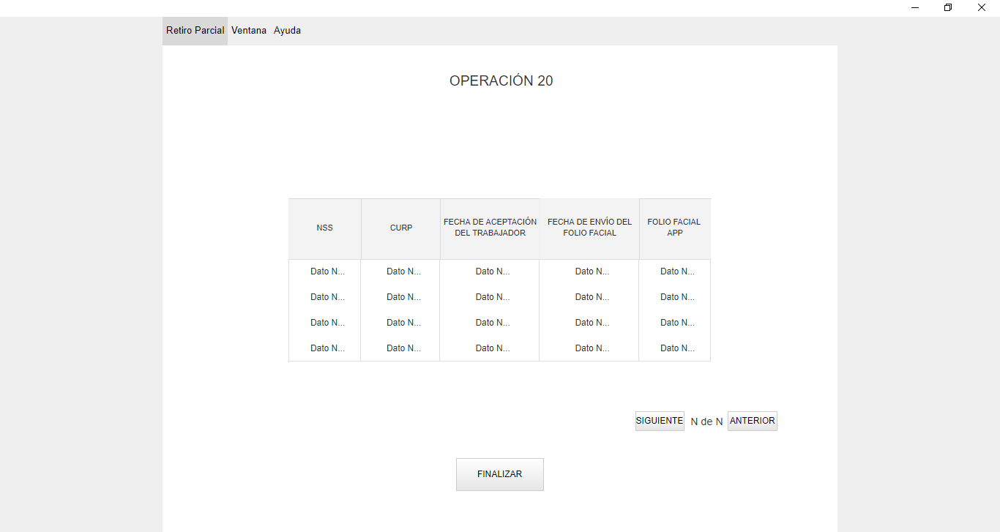 Retiro Parcial Ventana Ayuda
OPERACIÓN 20
NSS CURP FECHA DE ACEPTACIÓN DEL TRABAJADOR FECHA DE ENVÍO DEL FOLIO FACIAL FOLIO FACIAL APP
Dato N... Dato N... Dato N... Dato N... Dato N...
Dato N... Dato N... Dato N... Dato N... Dato N...
Dato N... Dato N... Dato N... Dato N... Dato N...
Dato N... Dato N... Dato N... Dato N... Dato N...
SIGUIENTE N de N ANTERIOR
FINALIZAR